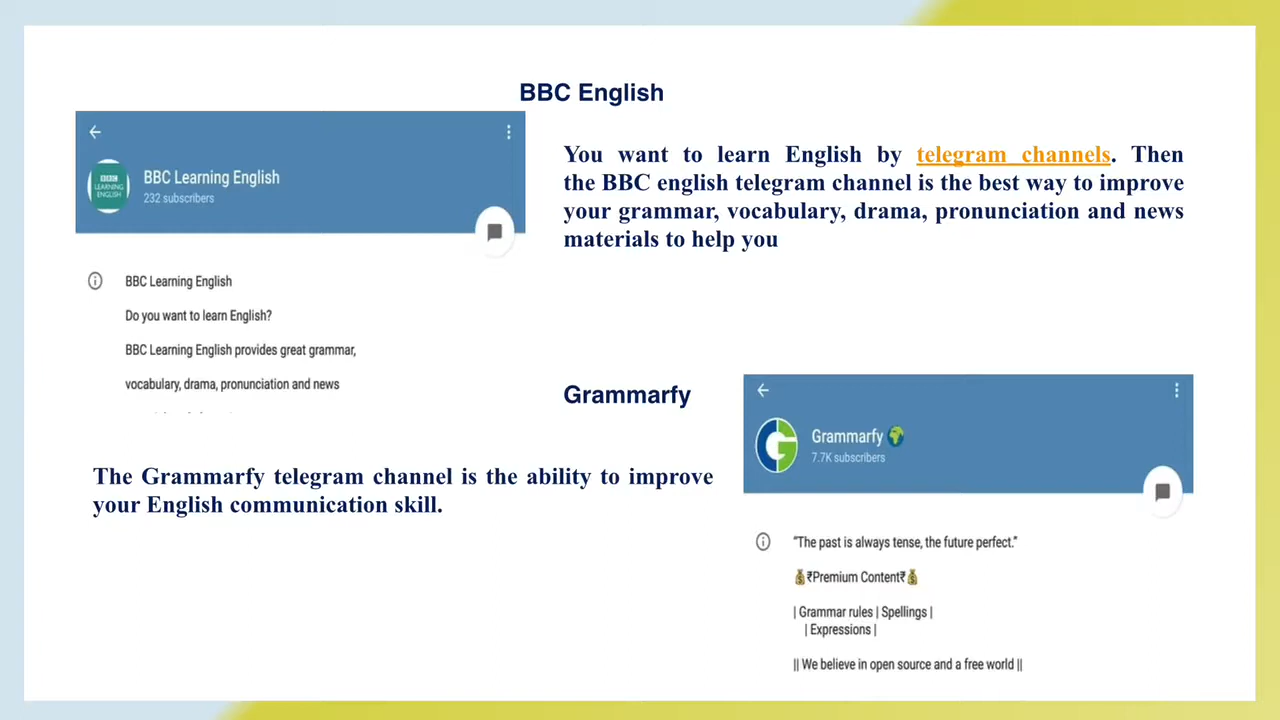 BBC English
BBC
LEARNING
ENGLISH
BBC Learning English
232 subscribers
BBC Learning English
Do you want to learn English?
BBC Learning English provides great grammar,
vocabulary, drama, pronunciation and news
You want to learn English by telegram channels. Then
the BBC english telegram channel is the best way to improve
your grammar, vocabulary, drama, pronunciation and news
materials to help you
Grammarfy
The Grammarfy telegram channel is the ability to improve
your English communication skill.
G
Grammarfy 🌍
7.7K subscribers
“The past is always tense, the future perfect.”
💰₹Premium Content₹💰
| Grammar rules | Spellings |
| Expressions |
|| We believe in open source and a free world ||